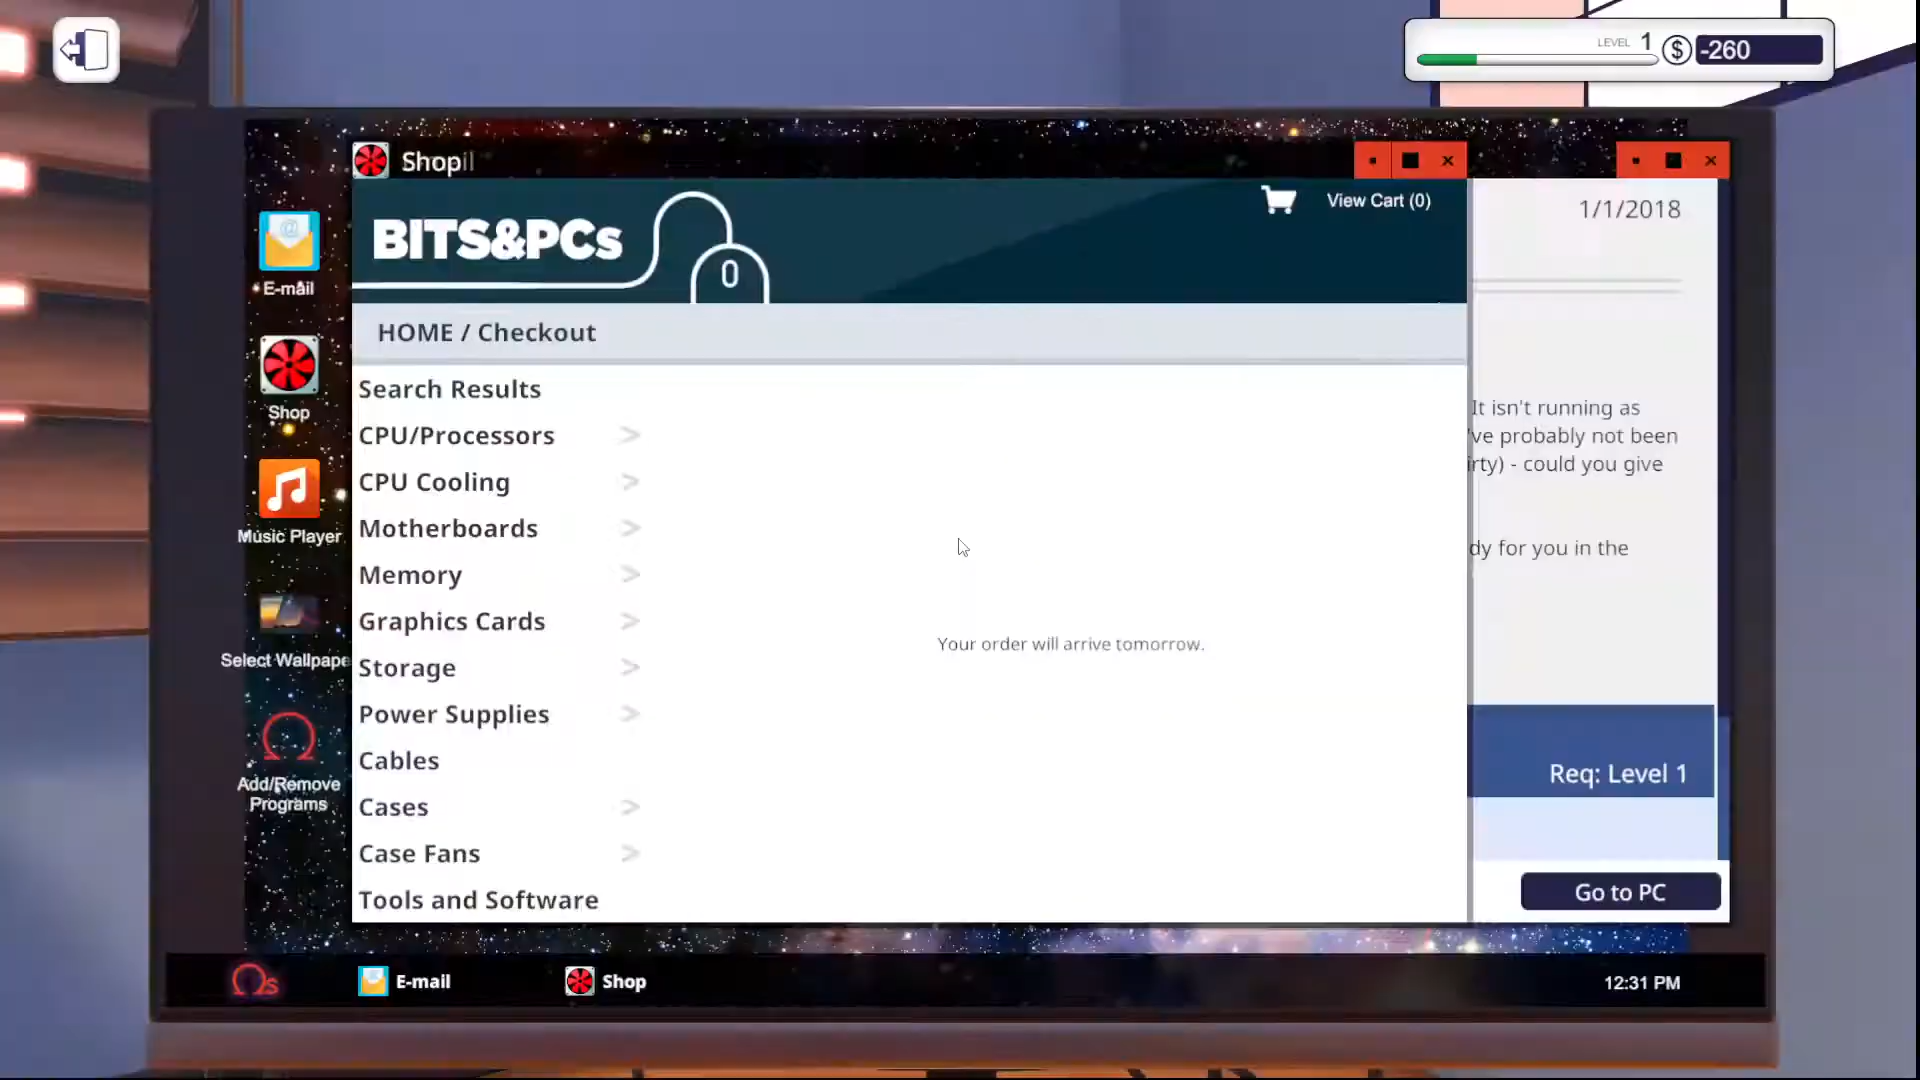 LEVEL 1
$ -260
Shop
View Cart (0)
BITS&PCs
1/1/2018
HOME / Checkout
E-mail
Shop
Music Player
Select Wallpape
Add/Remove
Programs
Search Results
CPU/Processors >
CPU Cooling >
Motherboards >
Memory >
Graphics Cards >
Storage >
Power Supplies >
Cables
Cases >
Case Fans >
Tools and Software
Your order will arrive tomorrow.
It isn't running as
've probably not been
irty) - could you give
dy for you in the
Req: Level 1
Go to PC
Ωs
E-mail
Shop
12:31 PM